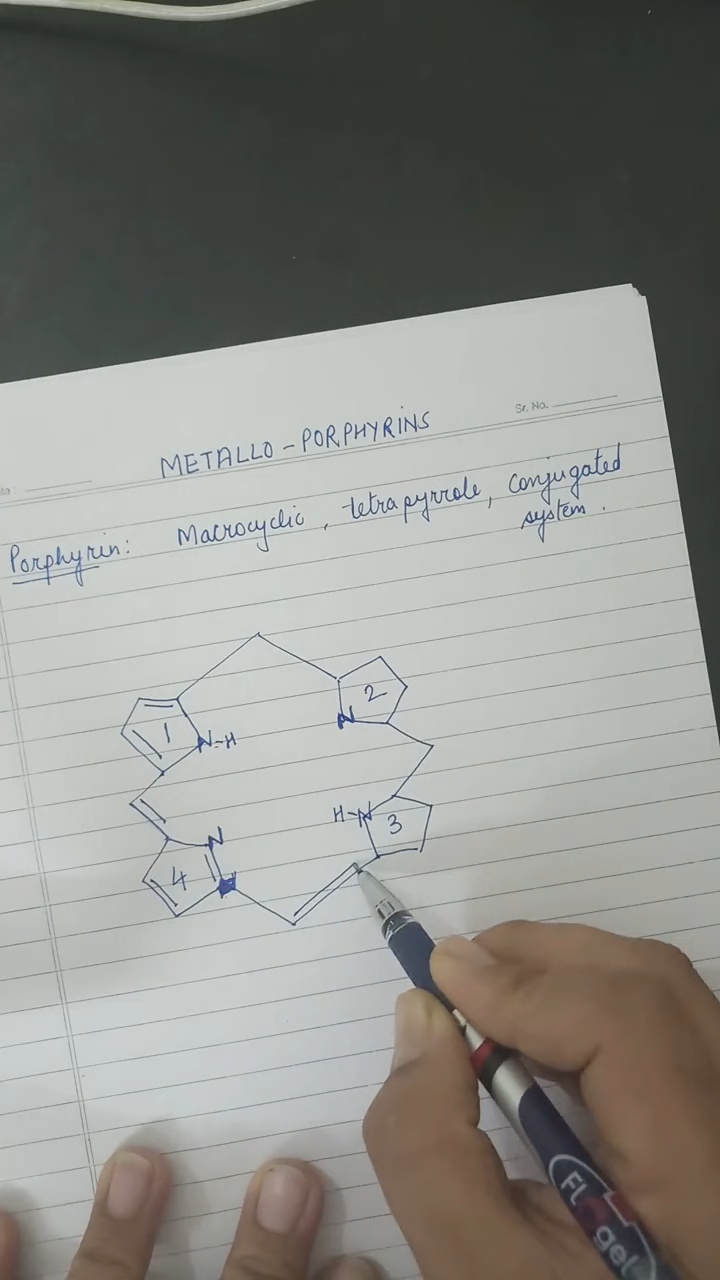 Sr. No.
METALLO-PORPHYRINS
Porphyrin: Macrocyclic, tetrapyrrole, conjugated
system.
1 N-H
2 N
H-N 3
4 N